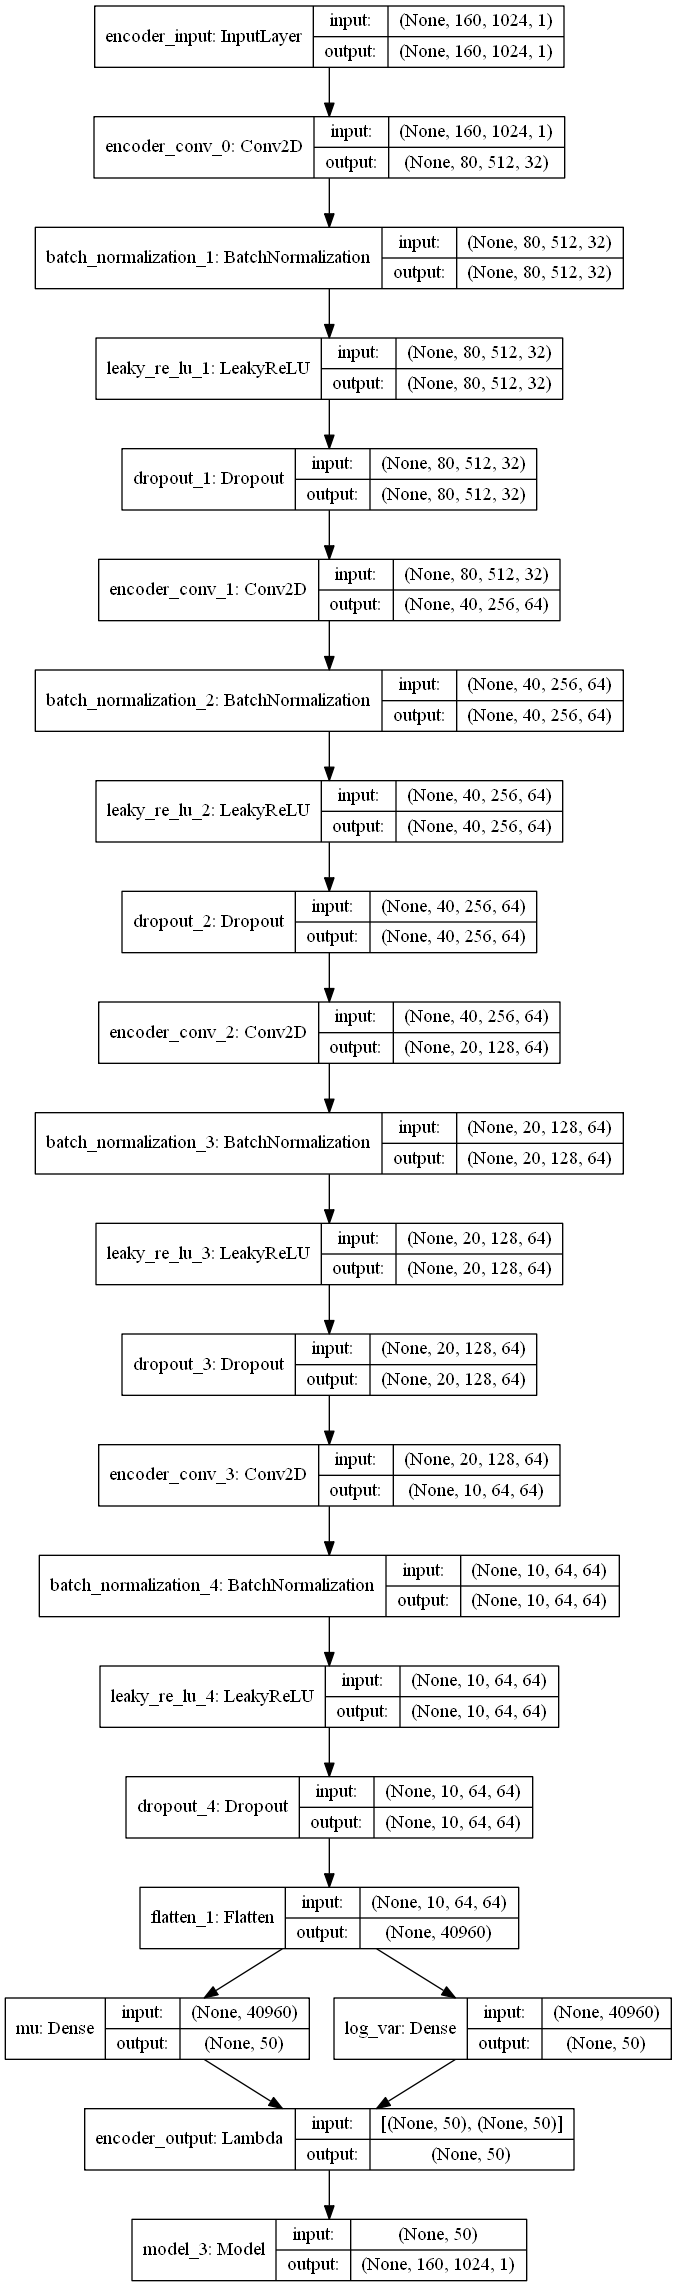 encoder_input: InputLayer
input:
(None, 160, 1024, 1)
output:
(None, 160, 1024, 1)
encoder_conv_0: Conv2D
input:
(None, 160, 1024, 1)
output:
(None, 80, 512, 32)
batch_normalization_1: BatchNormalization
input:
(None, 80, 512, 32)
output:
(None, 80, 512, 32)
leaky_re_lu_1: LeakyReLU
input:
(None, 80, 512, 32)
output:
(None, 80, 512, 32)
dropout_1: Dropout
input:
(None, 80, 512, 32)
output:
(None, 80, 512, 32)
encoder_conv_1: Conv2D
input:
(None, 80, 512, 32)
output:
(None, 40, 256, 64)
batch_normalization_2: BatchNormalization
input:
(None, 40, 256, 64)
output:
(None, 40, 256, 64)
leaky_re_lu_2: LeakyReLU
input:
(None, 40, 256, 64)
output:
(None, 40, 256, 64)
dropout_2: Dropout
input:
(None, 40, 256, 64)
output:
(None, 40, 256, 64)
encoder_conv_2: Conv2D
input:
(None, 40, 256, 64)
output:
(None, 20, 128, 64)
batch_normalization_3: BatchNormalization
input:
(None, 20, 128, 64)
output:
(None, 20, 128, 64)
leaky_re_lu_3: LeakyReLU
input:
(None, 20, 128, 64)
output:
(None, 20, 128, 64)
dropout_3: Dropout
input:
(None, 20, 128, 64)
output:
(None, 20, 128, 64)
encoder_conv_3: Conv2D
input:
(None, 20, 128, 64)
output:
(None, 10, 64, 64)
batch_normalization_4: BatchNormalization
input:
(None, 10, 64, 64)
output:
(None, 10, 64, 64)
leaky_re_lu_4: LeakyReLU
input:
(None, 10, 64, 64)
output:
(None, 10, 64, 64)
dropout_4: Dropout
input:
(None, 10, 64, 64)
output:
(None, 10, 64, 64)
flatten_1: Flatten
input:
(None, 10, 64, 64)
output:
(None, 40960)
mu: Dense
input:
(None, 40960)
output:
(None, 50)
log_var: Dense
input:
(None, 40960)
output:
(None, 50)
encoder_output: Lambda
input:
[(None, 50), (None, 50)]
output:
(None, 50)
model_3: Model
input:
(None, 50)
output:
(None, 160, 1024, 1)